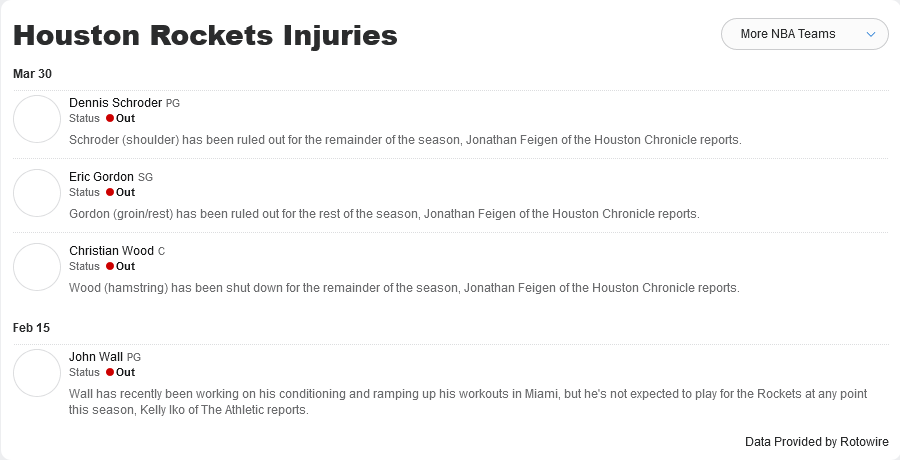 Houston Rockets Injuries
More NBA Teams
Mar 30
Dennis Schroder PG
Status Out
Schroder (shoulder) has been ruled out for the remainder of the season, Jonathan Feigen of the Houston Chronicle reports.
Eric Gordon SG
Status Out
Gordon (groin/rest) has been ruled out for the rest of the season, Jonathan Feigen of the Houston Chronicle reports.
Christian Wood C
Status Out
Wood (hamstring) has been shut down for the remainder of the season, Jonathan Feigen of the Houston Chronicle reports.
Feb 15
John Wall PG
Status Out
Wall has recently been working on his conditioning and ramping up his workouts in Miami, but he's not expected to play for the Rockets at any point
this season, Kelly Iko of The Athletic reports.
Data Provided by Rotowire